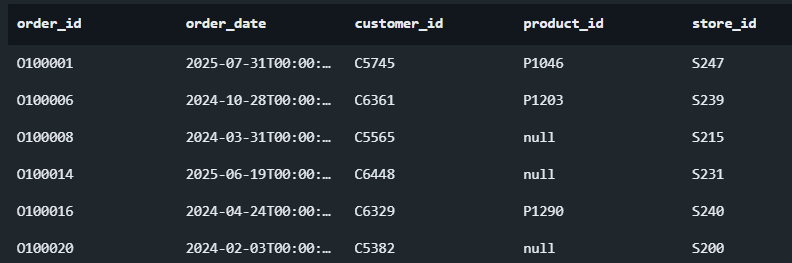 order_id order_date customer_id product_id store_id
O100001 2025-07-31T00:00:… C5745 P1046 S247
O100006 2024-10-28T00:00:… C6361 P1203 S239
O100008 2024-03-31T00:00:… C5565 null S215
O100014 2025-06-19T00:00:… C6448 null S231
O100016 2024-04-24T00:00:… C6329 P1290 S240
O100020 2024-02-03T00:00:… C5382 null S200